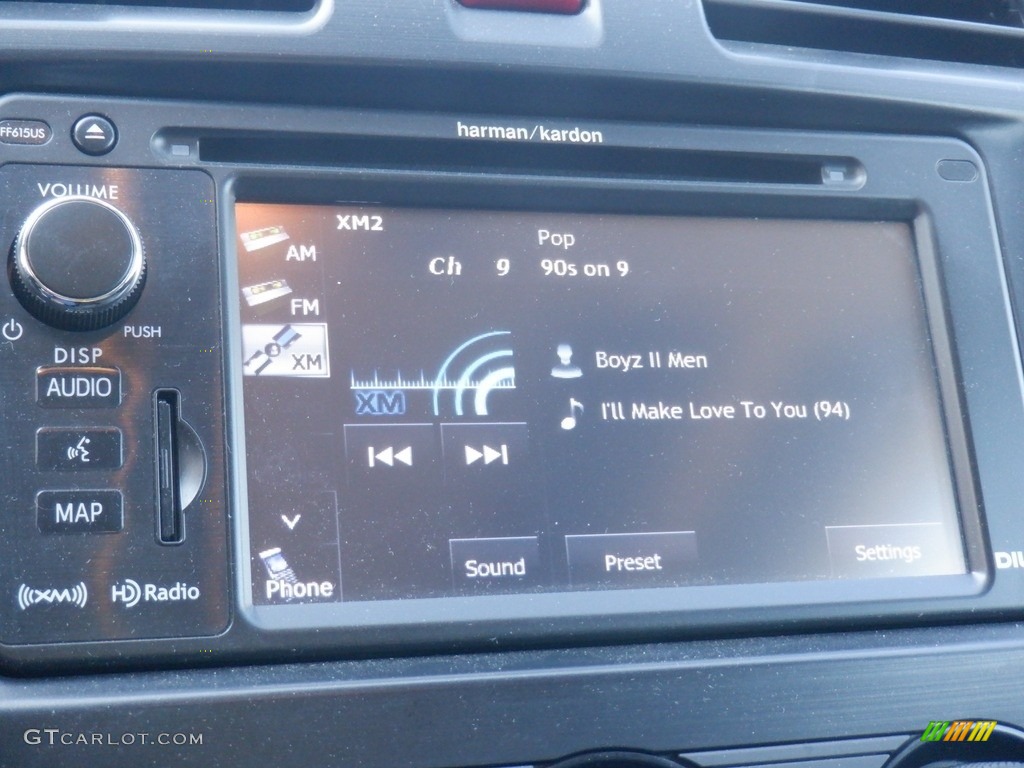 harman/kardon
FF615US
VOLUME
PUSH
DISP
AUDIO
MAP
((XM))
HD Radio
XM2
AM
FM
XM
Pop
Ch 9 90s on 9
XM
Boyz II Men
I'll Make Love To You (94)
Phone
Sound
Preset
Settings
GTCARLOT.COM